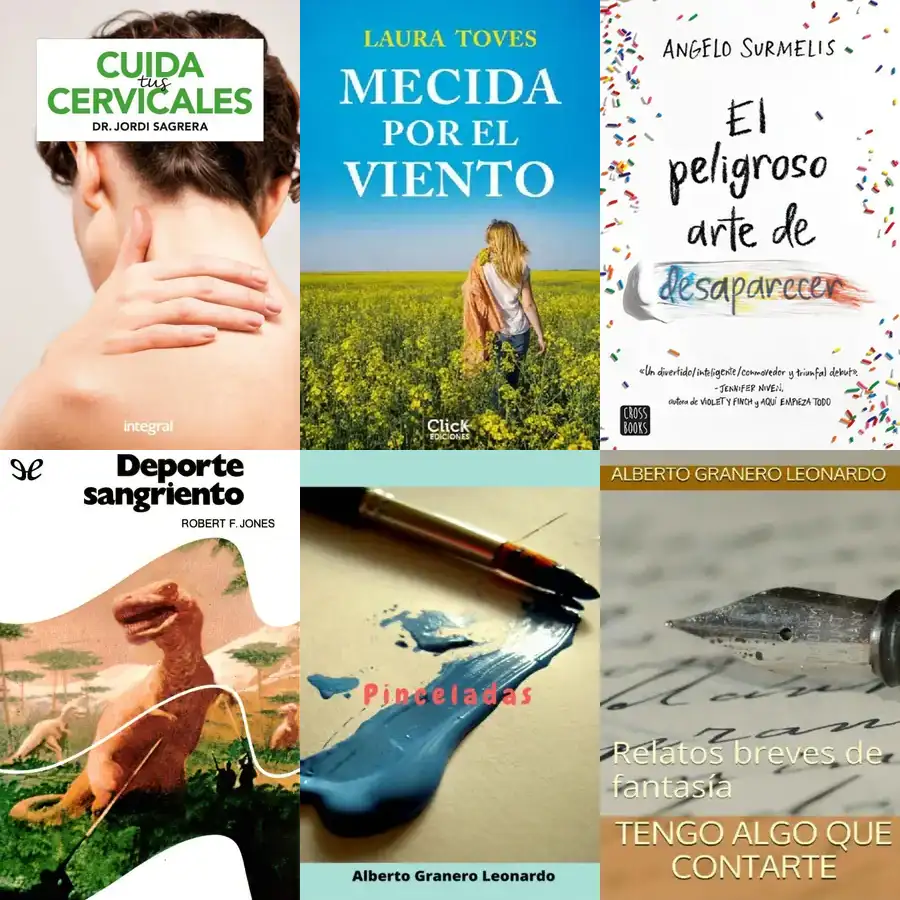 CUIDA
tus
CERVICALES
DR. JORDI SAGRERA
integral
LAURA TOVES
MECIDA
POR EL
VIENTO
Click
EDICIONES
ANGELO SURMELIS
El
peligroso
arte de
desaparecer
«Un divertido/inteligente/conmovedor y triunfal debut».
-JENNIFER NIVEN,
autora de VIOLET Y FINCH y AQUÍ EMPIEZA TODO
CROSS
BOOKS
Deporte
sangriento
ROBERT F. JONES
Pinceladas
Alberto Granero Leonardo
ALBERTO GRANERO LEONARDO
Relatos breves de
fantasía
TENGO ALGO QUE
CONTARTE